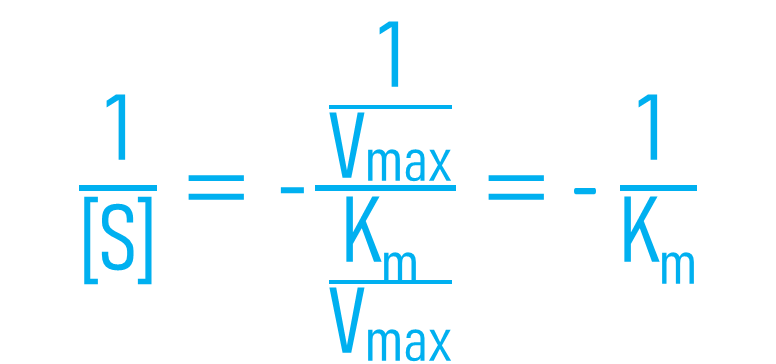 1/[S] = - (1/Vmax)/(Km/Vmax) = - 1/Km